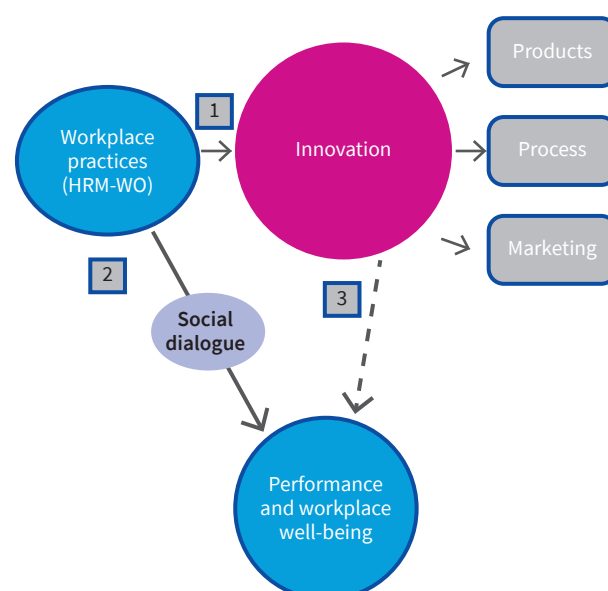 Products
1
Workplace
practices
(HRM-WO)
Innovation
Process
Marketing
2
3
Social
dialogue
Performance
and workplace
well-being